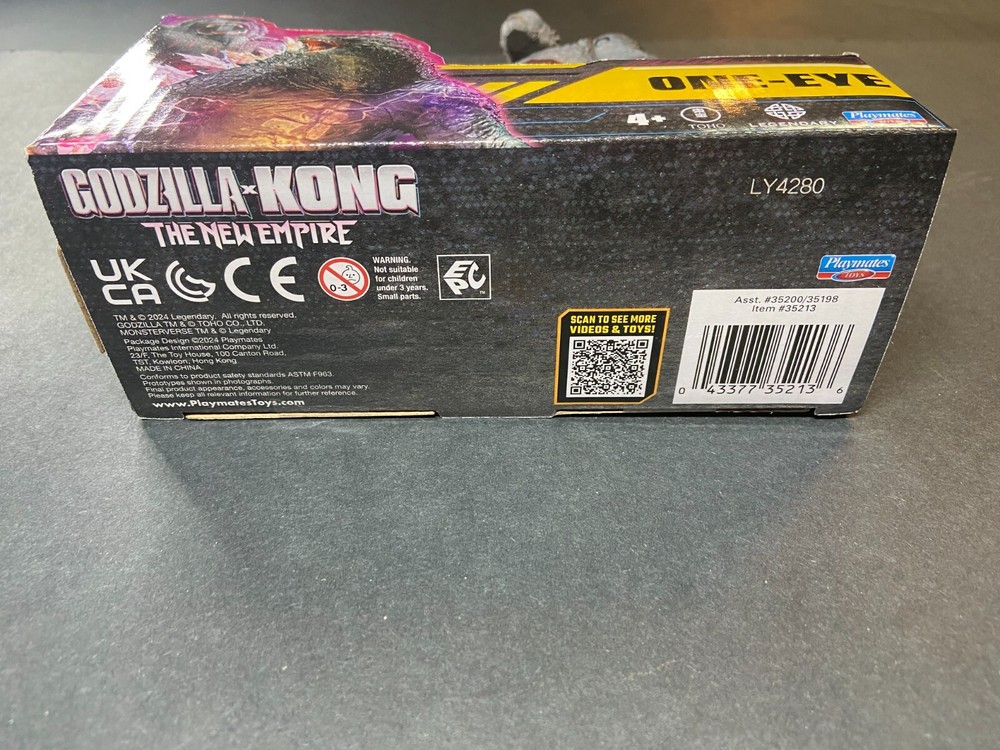 ONE-EYE
4+
TOHO
LEGENDARY
Playmates
TOYS
GODZILLA x KONG
THE NEW EMPIRE
LY4280
UK
CA
CE
0-3
WARNING.
Not suitable
for children
under 3 years.
Small parts.
EPC
TM
Playmates
TOYS
TM & © 2024 Legendary. All rights reserved.
GODZILLA TM & © TOHO CO., LTD.
MONSTERVERSE TM & © Legendary
Package Design ©2024 Playmates
Playmates International Company Ltd.
23/F, The Toy House, 100 Canton Road,
TST, Kowloon, Hong Kong
MADE IN CHINA.
Conforms to product safety standards ASTM-F963.
Prototypes shown in photographs.
Final product appearance, accessories and colors may vary.
Please keep all relevant information for further reference.
www.PlaymatesToys.com
SCAN TO SEE MORE
VIDEOS & TOYS!
Asst. #35200/35198
Item #35213
0 43377 35213 6